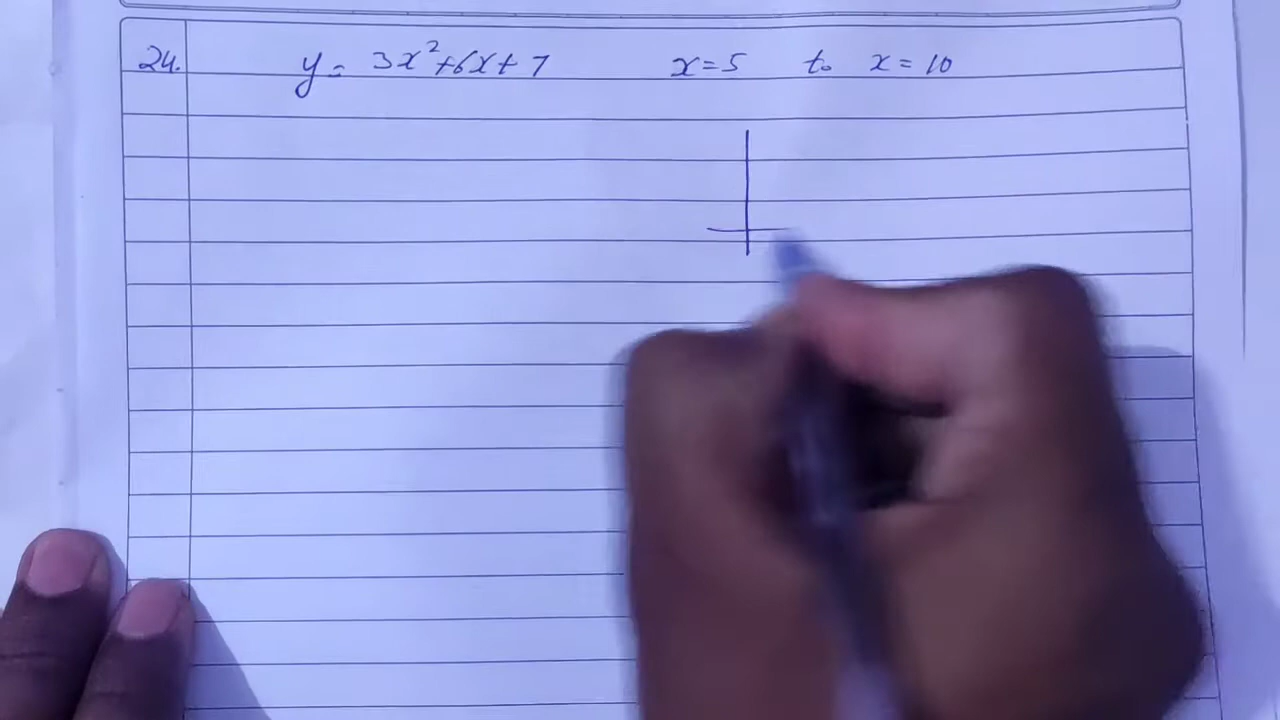 24. y = 3x²+6x+7 x=5 to x=10